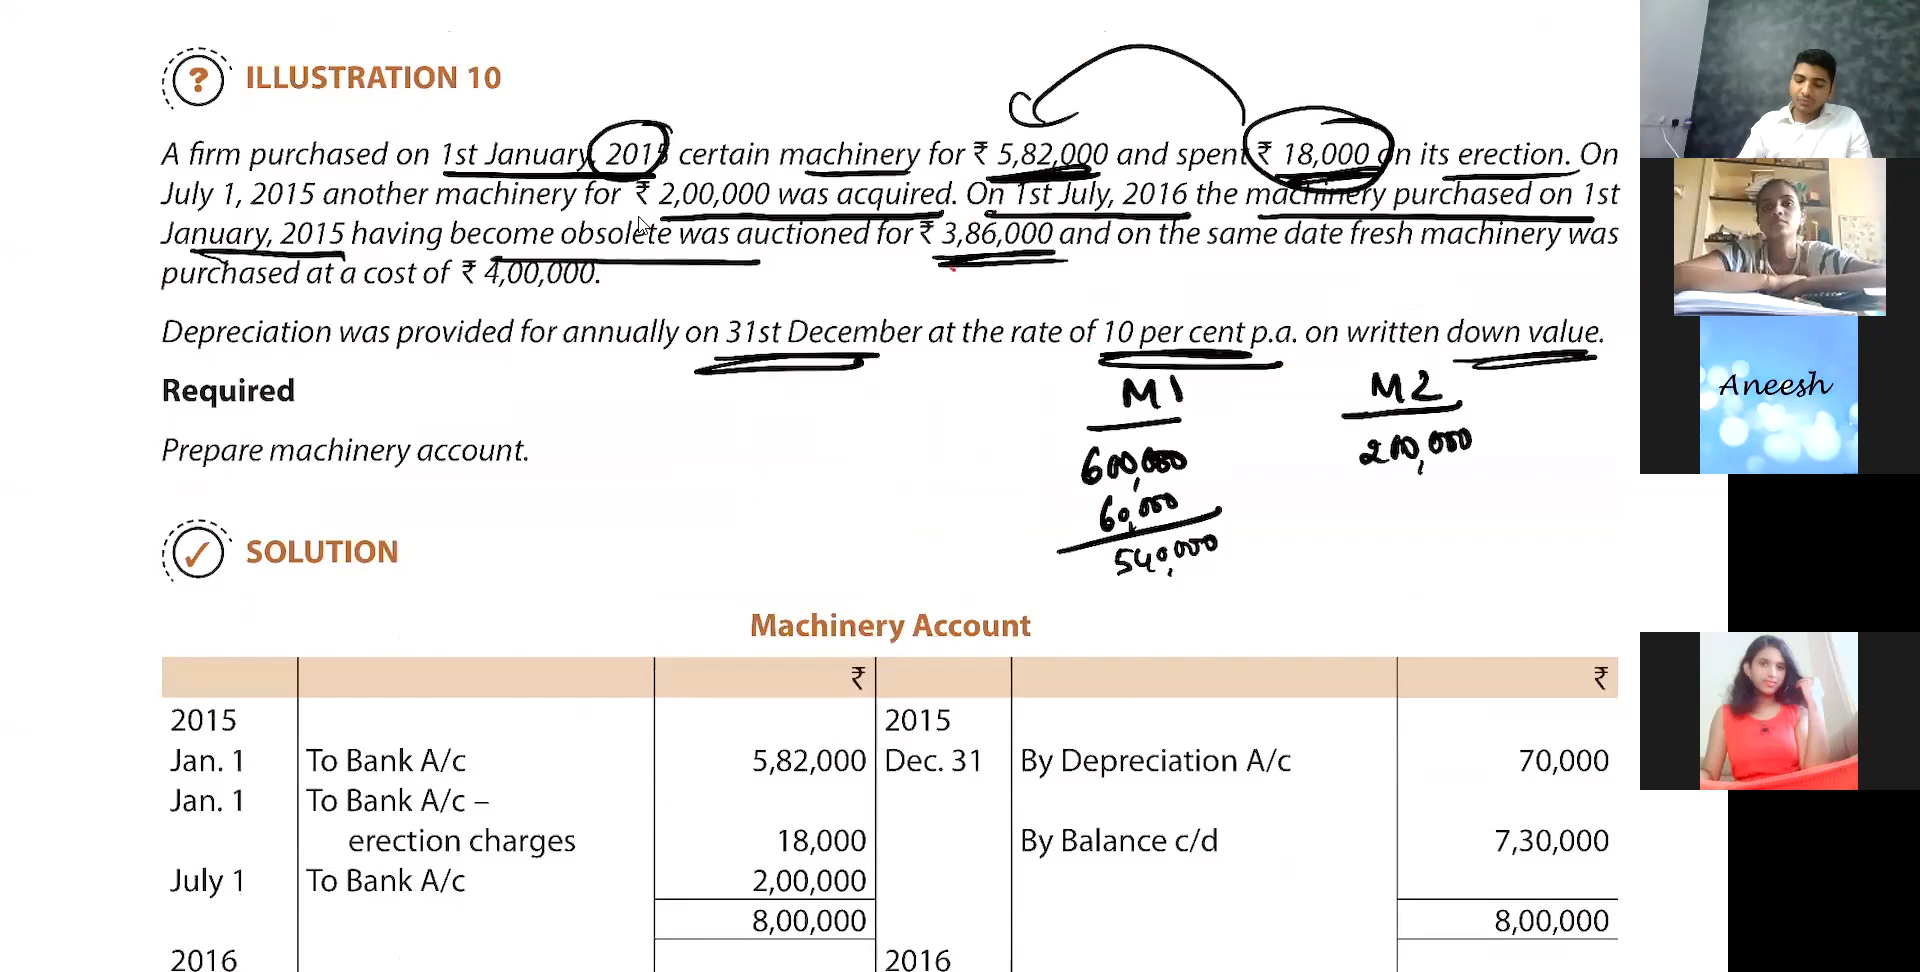 ? ILLUSTRATION 10
A firm purchased on 1st January, 2015 certain machinery for ₹ 5,82,000 and spent ₹ 18,000 on its erection. On
July 1, 2015 another machinery for ₹ 2,00,000 was acquired. On 1st July, 2016 the machinery purchased on 1st
January, 2015 having become obsolete was auctioned for ₹ 3,86,000 and on the same date fresh machinery was
purchased at a cost of ₹ 4,00,000.
Depreciation was provided for annually on 31st December at the rate of 10 per cent p.a. on written down value.
Required
Prepare machinery account.
M1 M2
600,000 200,000
60,000
540,000
Aneesh
SOLUTION
Machinery Account
₹ ₹
2015 2015
Jan. 1 To Bank A/c 5,82,000 Dec. 31 By Depreciation A/c 70,000
Jan. 1 To Bank A/c –
erection charges 18,000 By Balance c/d 7,30,000
July 1 To Bank A/c 2,00,000
8,00,000 8,00,000
2016 2016